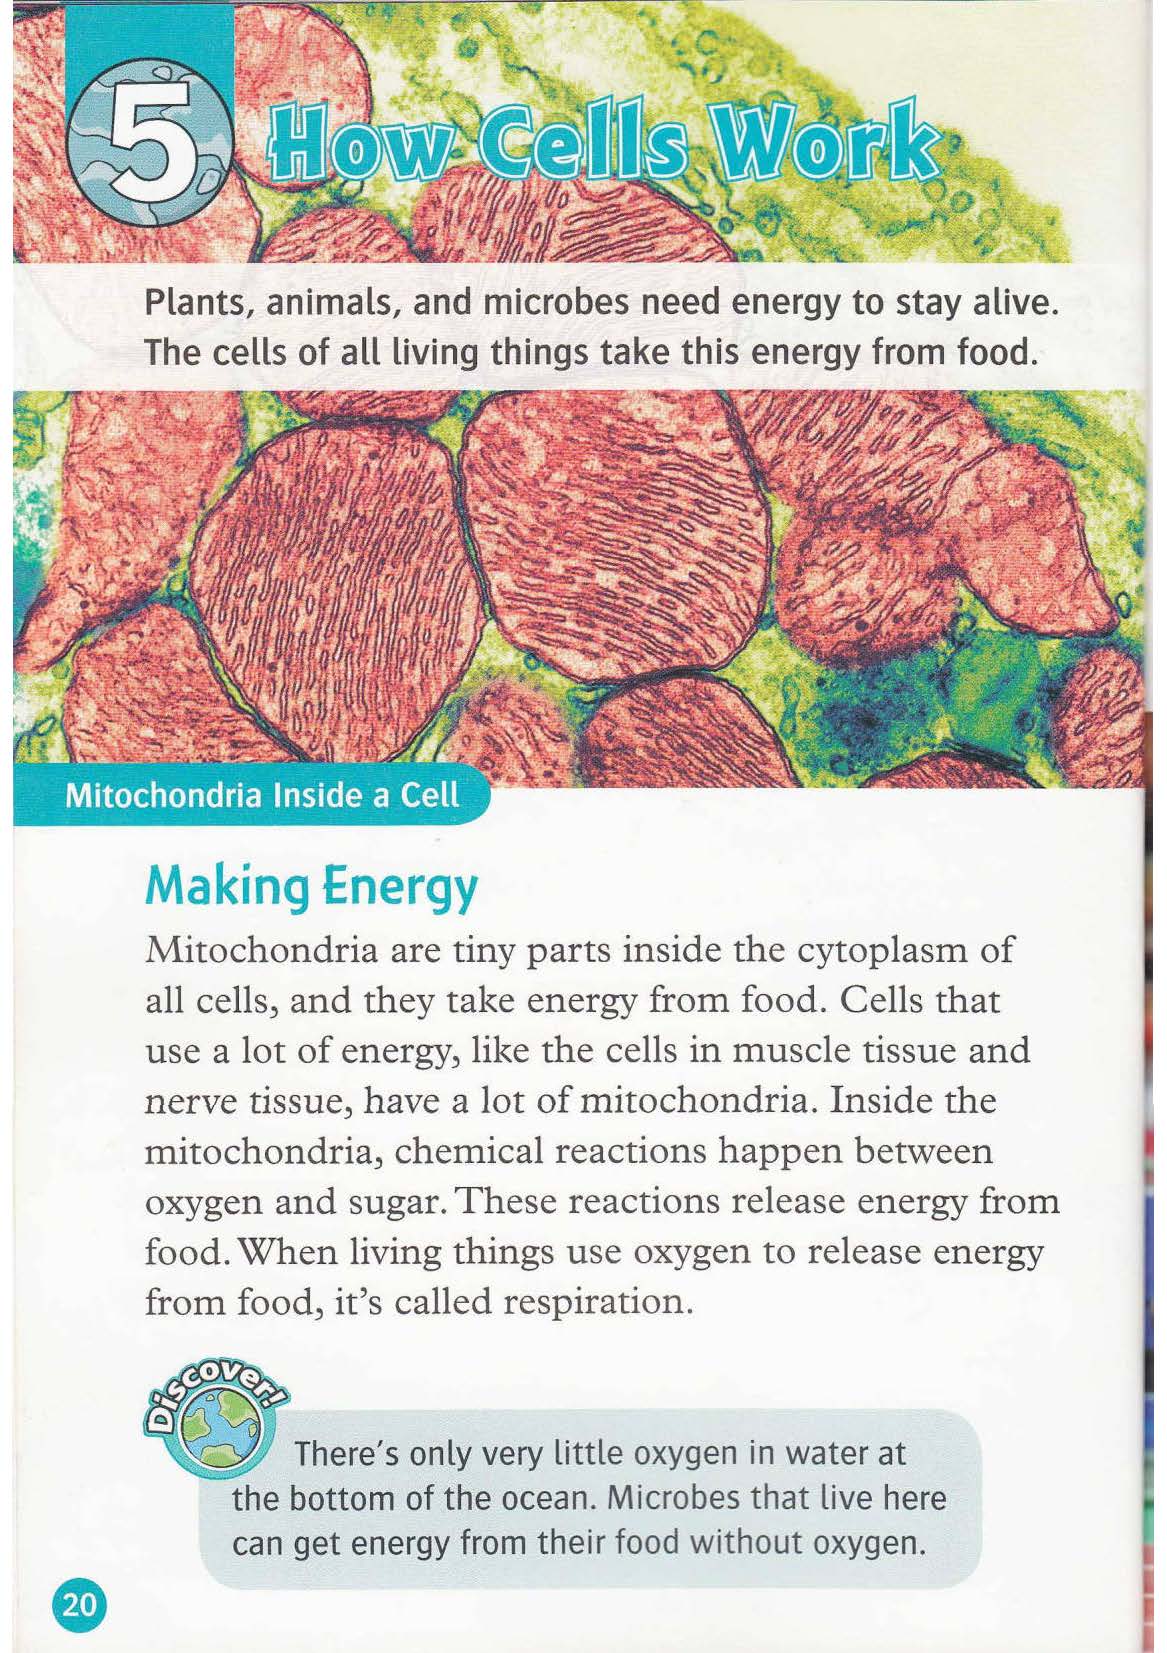 5
How Cells Work
Plants, animals, and microbes need energy to stay alive.
The cells of all living things take this energy from food.
Mitochondria Inside a Cell
Making Energy
Mitochondria are tiny parts inside the cytoplasm of
all cells, and they take energy from food. Cells that
use a lot of energy, like the cells in muscle tissue and
nerve tissue, have a lot of mitochondria. Inside the
mitochondria, chemical reactions happen between
oxygen and sugar. These reactions release energy from
food. When living things use oxygen to release energy
from food, it's called respiration.
Discover!
There's only very little oxygen in water at
the bottom of the ocean. Microbes that live here
can get energy from their food without oxygen.
20